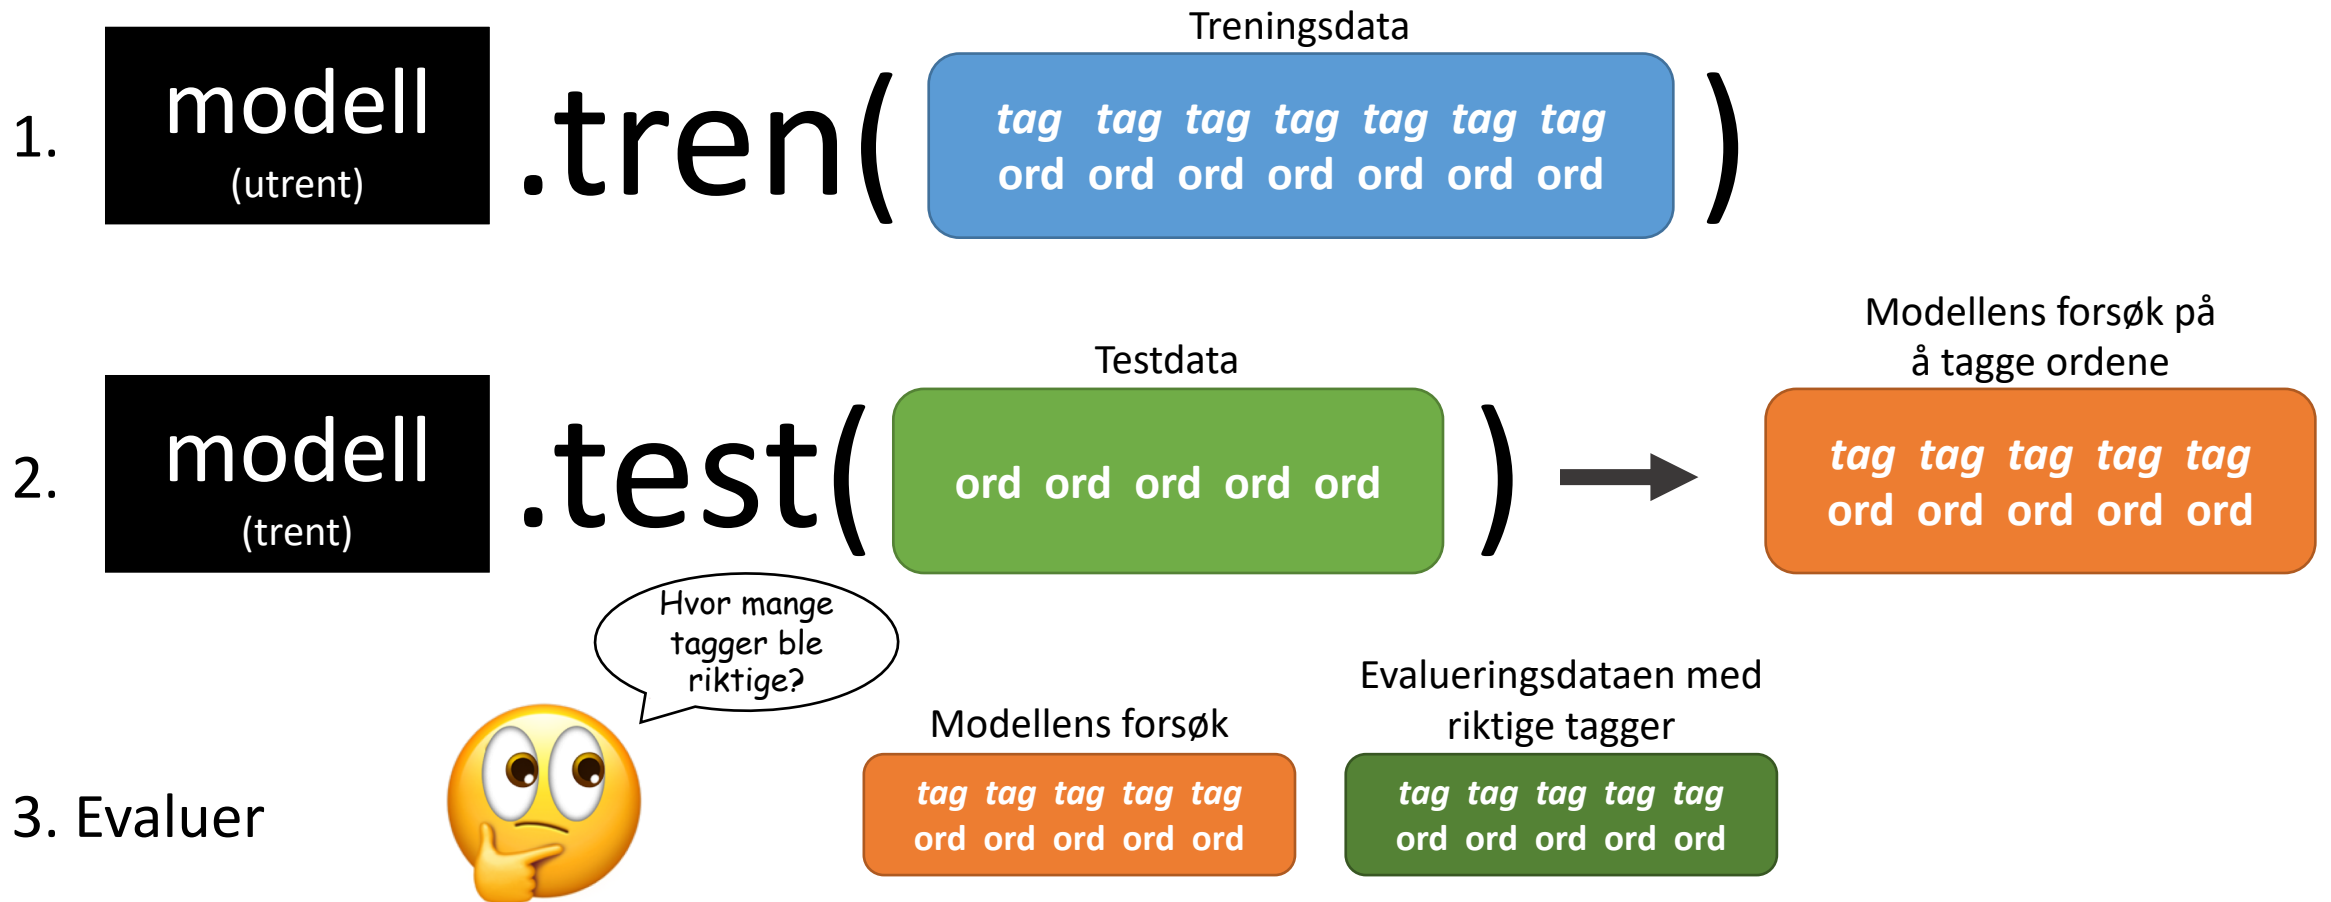 Treningsdata
1. modell .tren( tag tag tag tag tag tag tag )
(utrent) ord ord ord ord ord ord ord
Modellens forsøk på
å tagge ordene
Testdata
2. modell .test( ord ord ord ord ord )
(trent)
tag tag tag tag tag
ord ord ord ord ord
Hvor mange
tagger ble
riktige?
3. Evaluer
Modellens forsøk
tag tag tag tag tag
ord ord ord ord ord
Evalueringsdataen med
riktige tagger
tag tag tag tag tag
ord ord ord ord ord